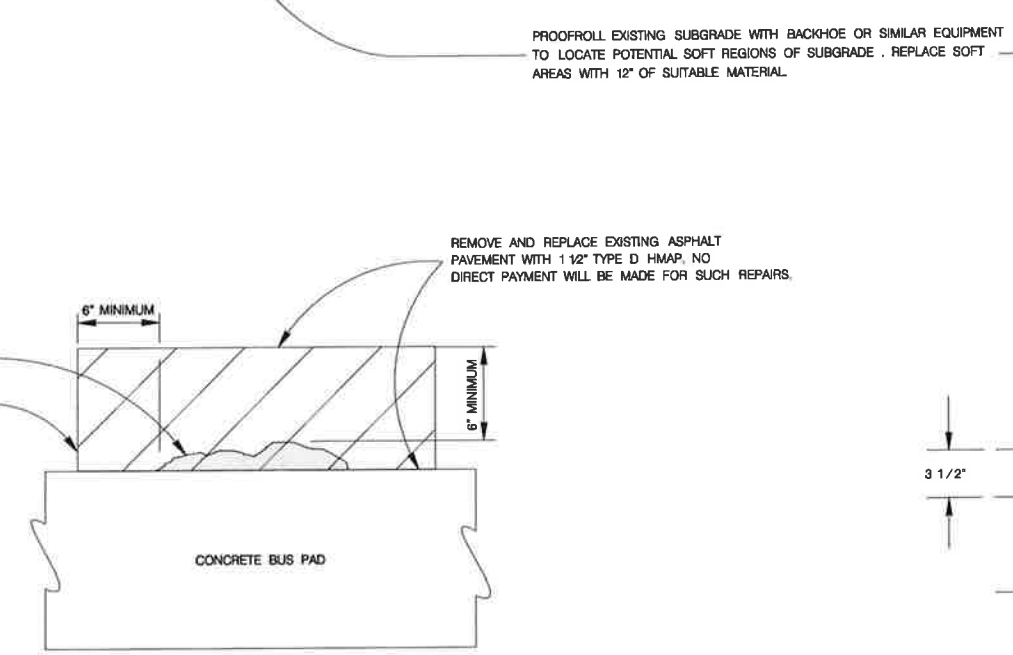 PROOFROLL EXISTING SUBGRADE WITH BACKHOE OR SIMILAR EQUIPMENT
TO LOCATE POTENTIAL SOFT REGIONS OF SUBGRADE . REPLACE SOFT
AREAS WITH 12" OF SUITABLE MATERIAL.
REMOVE AND REPLACE EXISTING ASPHALT
PAVEMENT WITH 1 1/2" TYPE D HMAP. NO
DIRECT PAYMENT WILL BE MADE FOR SUCH REPAIRS.
6" MINIMUM
6" MINIMUM
3 1/2"
CONCRETE BUS PAD